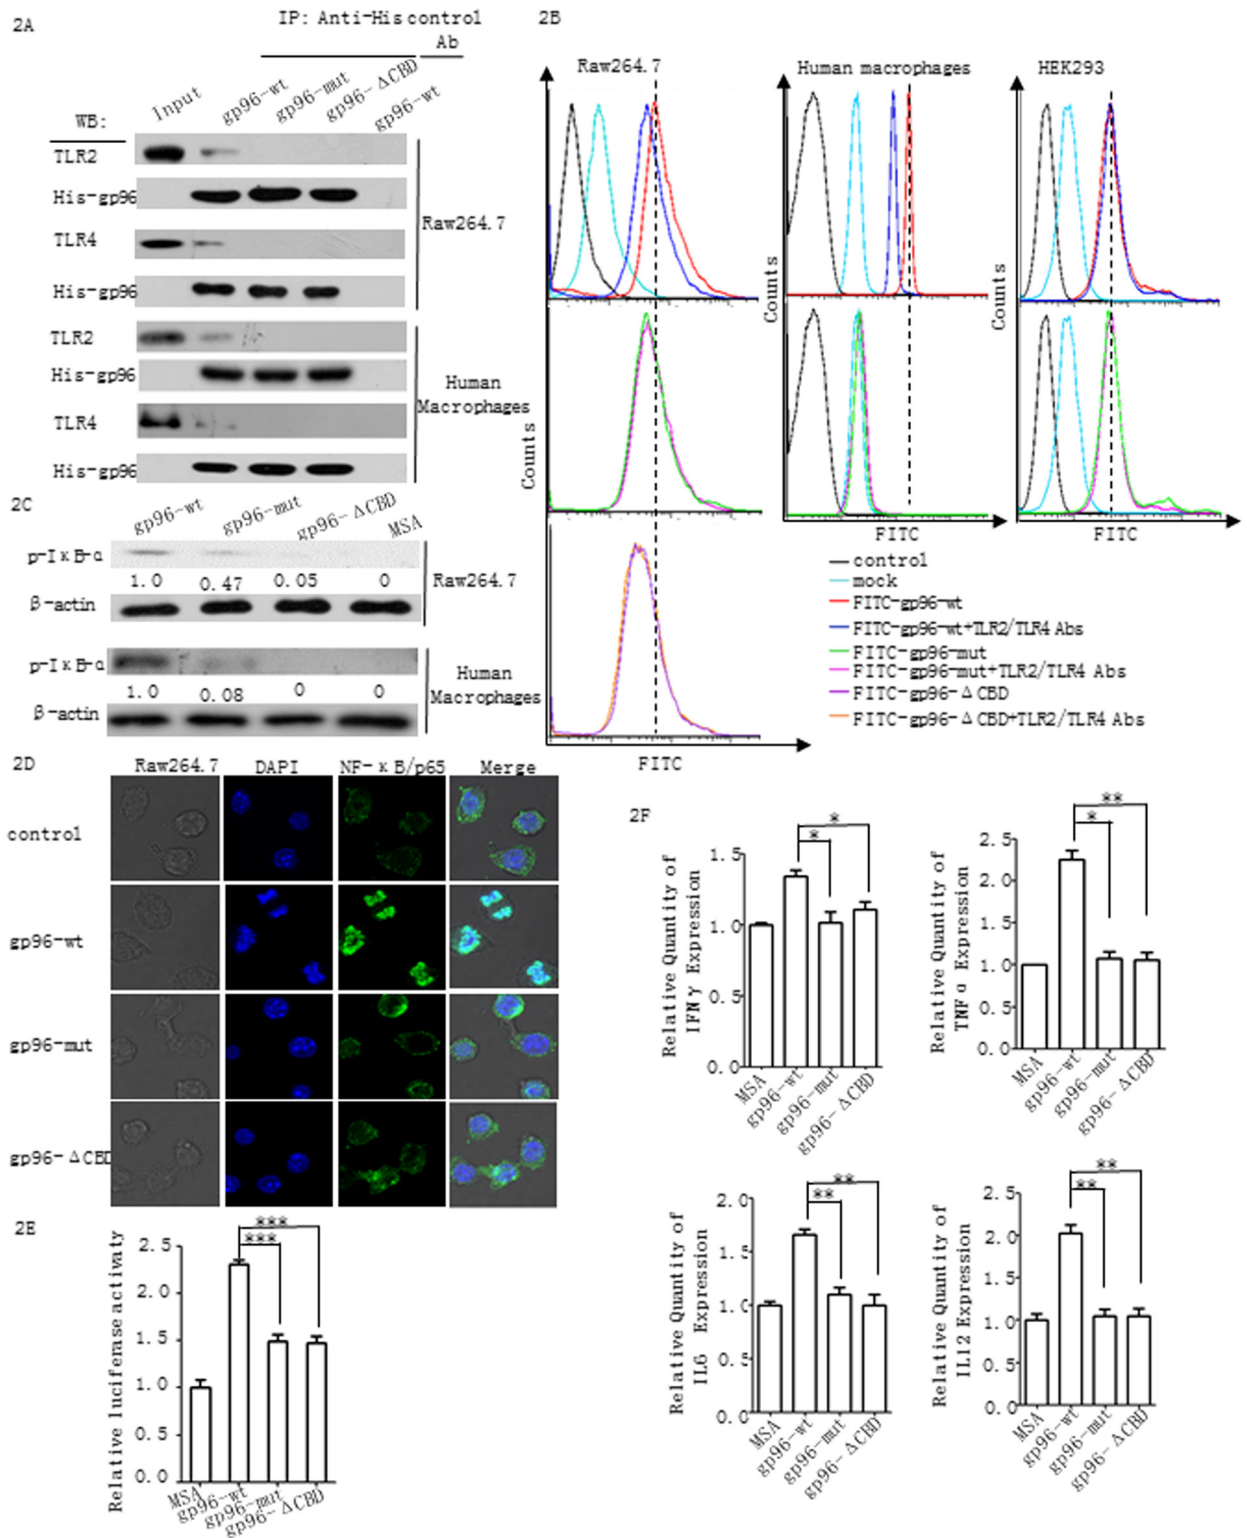 2A
IP: Anti-His control
Ab
Input
gp96-wt
gp96-mut
gp96-ΔCBD
gp96-wt
WB:
TLR2
His-gp96
TLR4
His-gp96
Raw264.7
TLR2
His-gp96
TLR4
His-gp96
Human
Macrophages
2B
Raw264.7
Human macrophages
HEK293
Counts
Counts
Counts
FITC
FITC
FITC
control
mock
FITC-gp96-wt
FITC-gp96-wt+TLR2/TLR4 Abs
FITC-gp96-mut
FITC-gp96-mut+TLR2/TLR4 Abs
FITC-gp96-ΔCBD
FITC-gp96-ΔCBD+TLR2/TLR4 Abs
2C
gp96-wt
gp96-mut
gp96-ΔCBD
MSA
p-IκB-α
1.0 0.47 0.05 0
β-actin
Raw264.7
p-IκB-α
1.0 0.08 0 0
β-actin
Human
Macrophages
2D
Raw264.7 DAPI NF-κB/p65 Merge
control
gp96-wt
gp96-mut
gp96-ΔCBD
2E
Relative luciferase activaty
2.5
2.0
1.5
1.0
0.5
0.0
***
***
MSA
gp96-wt
gp96-mut
gp96-ΔCBD
2F
Relative Quantity of
IFNγ Expression
1.5
1.0
0.5
0.0
*
*
MSA
gp96-wt
gp96-mut
gp96-ΔCBD
Relative Quantity of
TNFα Expression
2.5
2.0
1.5
1.0
0.5
0.0
**
*
MSA
gp96-wt
gp96-mut
gp96-ΔCBD
Relative Quantity of
IL6 Expression
2.0
1.5
1.0
0.5
0.0
**
**
MSA
gp96-wt
gp96-mut
gp96-ΔCBD
Relative Quantity of
IL12 Expression
2.5
2.0
1.5
1.0
0.5
0.0
**
**
MSA
gp96-wt
gp96-mut
gp96-ΔCBD